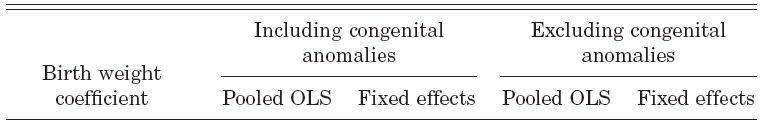 Including congenital Excluding congenital
anomalies anomalies
Birth weight
coefficient Pooled OLS Fixed effects Pooled OLS Fixed effects